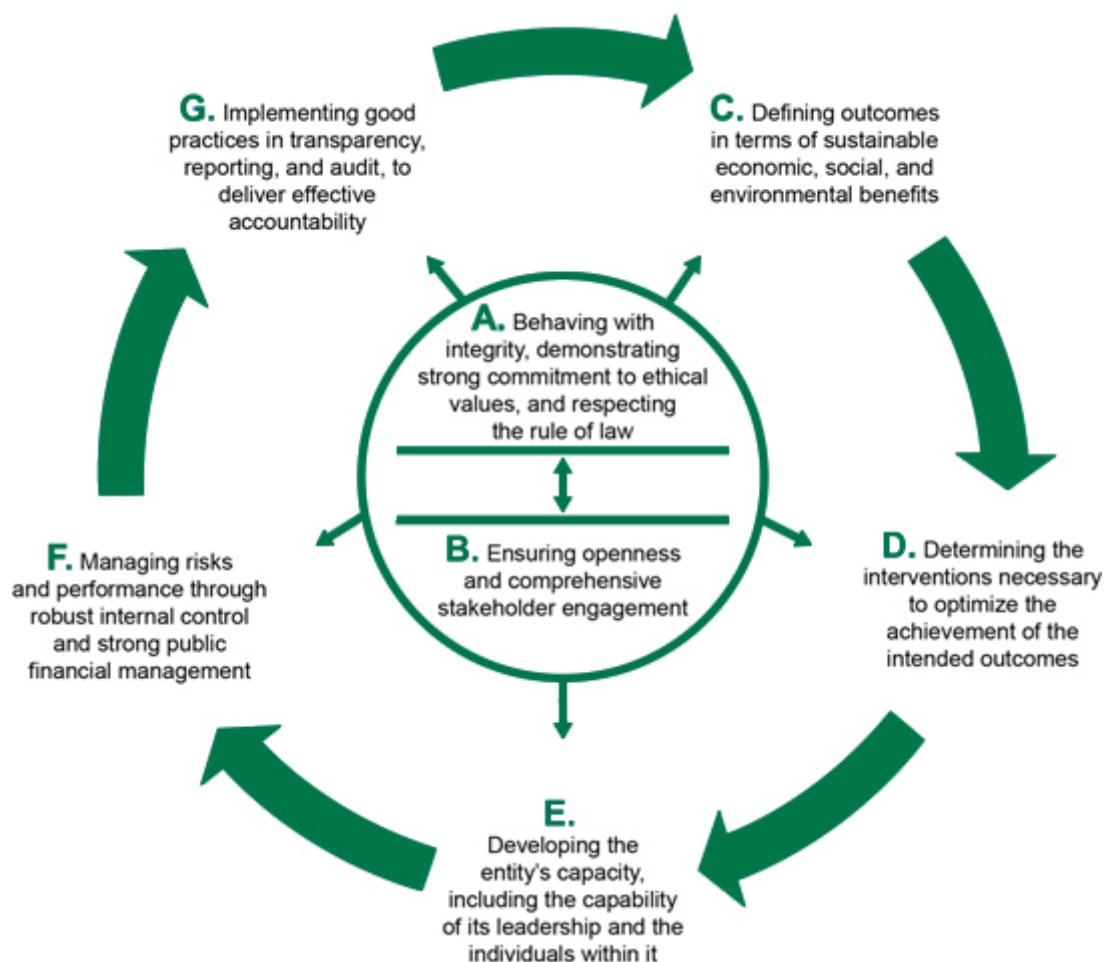 G. Implementing good
practices in transparency,
reporting, and audit, to
deliver effective
accountability
C. Defining outcomes
in terms of sustainable
economic, social, and
environmental benefits
A. Behaving with
integrity, demonstrating
strong commitment to ethical
values, and respecting
the rule of law
B. Ensuring openness
and comprehensive
stakeholder engagement
D. Determining the
interventions necessary
to optimize the
achievement of the
intended outcomes
E.
Developing the
entity's capacity,
including the capability
of its leadership and the
individuals within it
F. Managing risks
and performance through
robust internal control
and strong public
financial management